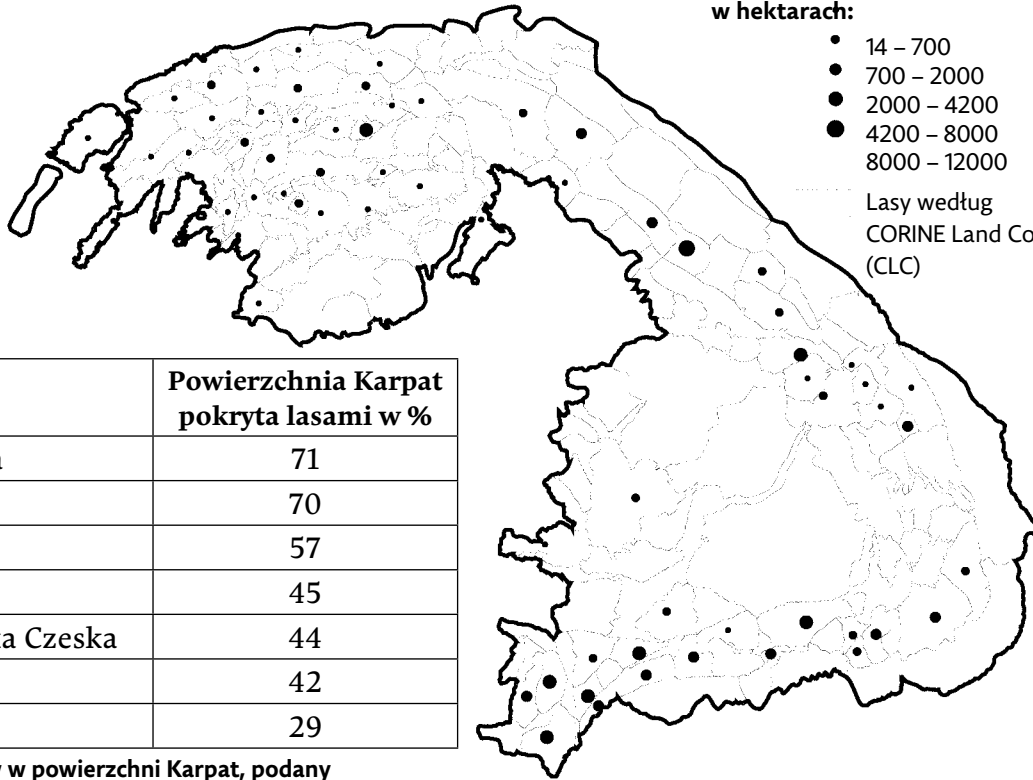 w hektarach:
14 – 700
700 – 2000
2000 – 4200
4200 – 8000
8000 – 12000
Lasy według
CORINE Land Co
(CLC)
Powierzchnia Karpat
pokryta lasami w %
71
70
57
45
Czeska 44
42
29
w powierzchni Karpat, podany